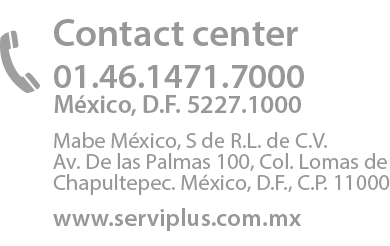 Contact center
01.46.1471.7000
México, D.F. 5227.1000
Mabe México, S de R.L. de C.V.
Av. De las Palmas 100, Col. Lomas de
Chapultepec. México, D.F., C.P. 11000
www.serviplus.com.mx